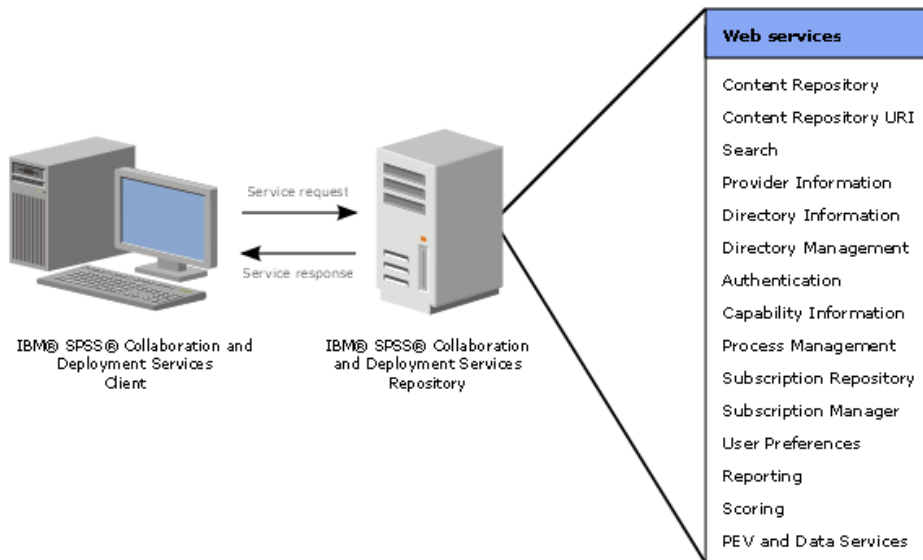 Service request
Service response
IBM® SPSS® Collaboration and
Deployment Services
Client
IBM® SPSS® Collaboration
and Deployment Services
Repository
Web services
Content Repository
Content Repository URI
Search
Provider Information
Directory Information
Directory Management
Authentication
Capability Information
Process Management
Subscription Repository
Subscription Manager
User Preferences
Reporting
Scoring
PEV and Data Services